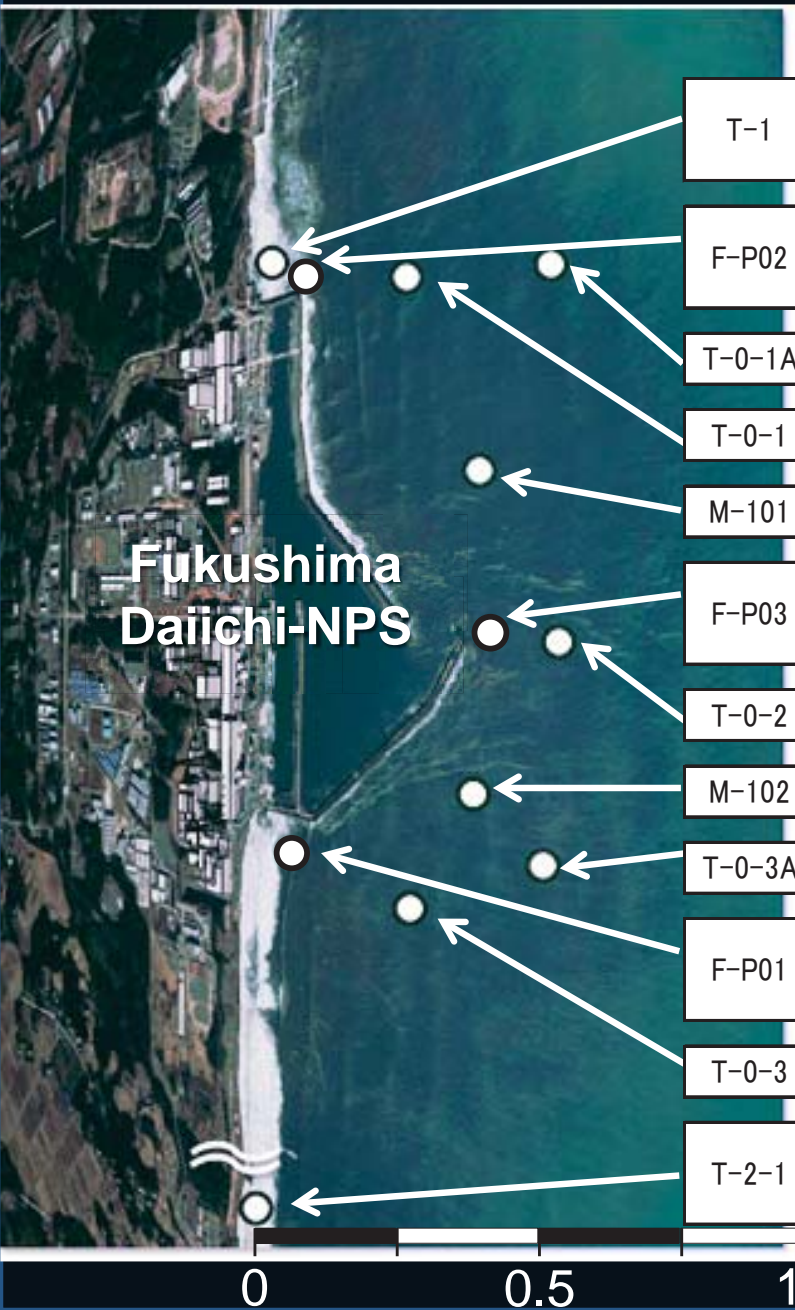 T-1
F-P02
T-0-1A
T-0-1
M-101
Fukushima
Daiichi-NPS
F-P03
T-0-2
M-102
T-0-3A
F-P01
T-0-3
T-2-1
0
0.5
1